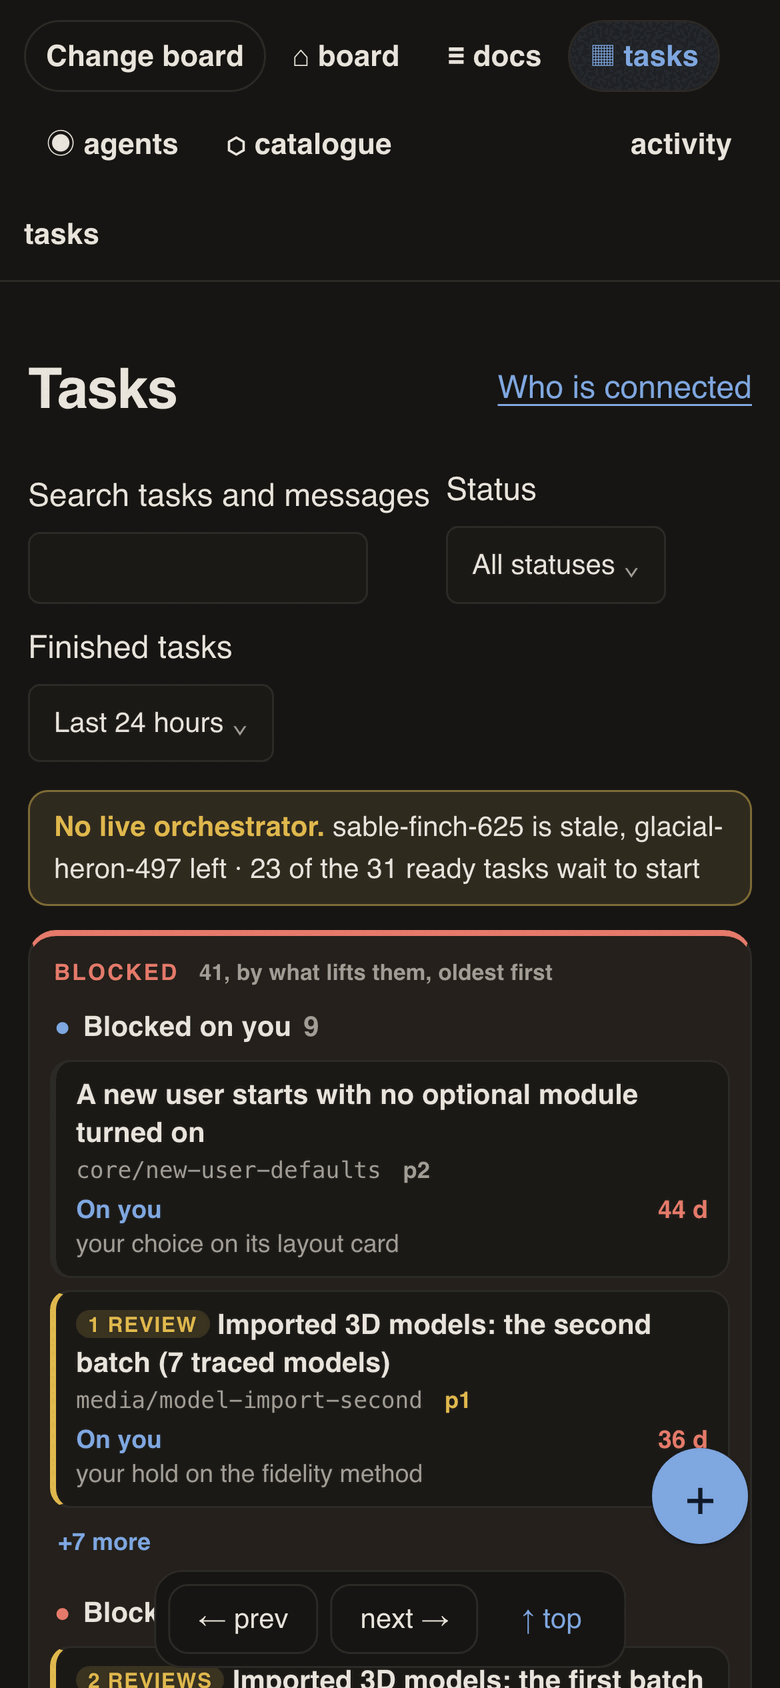 Change board ⌂ board ≡ docs ▦ tasks
◉ agents ⬡ catalogue activity
tasks
Tasks Who is connected
Search tasks and messages Status
All statuses
Finished tasks
Last 24 hours
No live orchestrator. sable-finch-625 is stale, glacial-
heron-497 left · 23 of the 31 ready tasks wait to start
BLOCKED 41, by what lifts them, oldest first
Blocked on you 9
A new user starts with no optional module
turned on
core/new-user-defaults p2
On you 44 d
your choice on its layout card
1 REVIEW Imported 3D models: the second
batch (7 traced models)
media/model-import-second p1
On you 36 d
your hold on the fidelity method
+
+7 more
Block
← prev next → ↑ top
2 REVIEWS Imported 3D models: the first batch